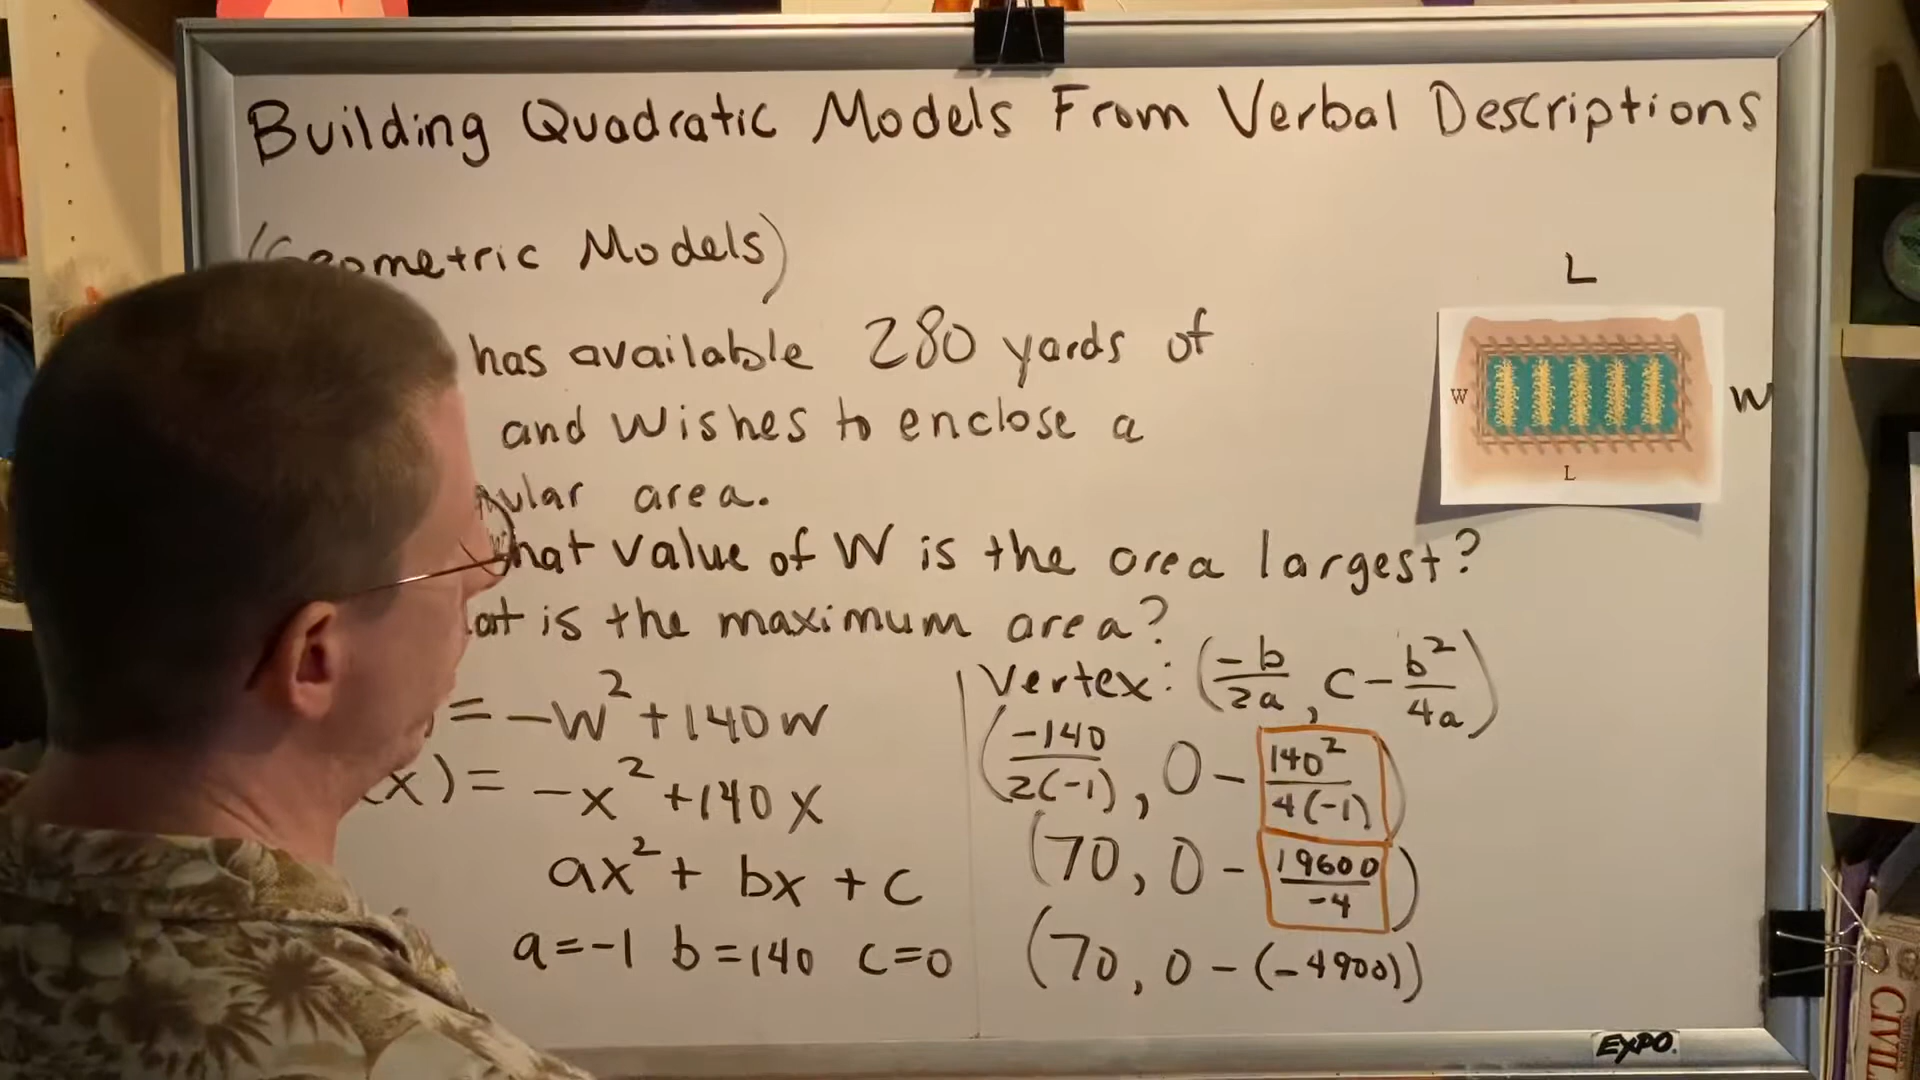 Building Quadratic Models From Verbal Descriptions
(Geometric Models)
has available 280 yards of
and wishes to enclose a
area.
what value of W is the area largest?
is the maximum area?
= -W² + 140W
(x) = -x² + 140x
ax² + bx + c
a=-1 b=140 c=0
Vertex: (-b/2a, c - b²/4a)
(-140/2(-1), 0 - 140²/4(-1))
(70, 0 - 19600/-4)
(70, 0 - (-4900))
L
W
W
L
EXPO
CIVIL